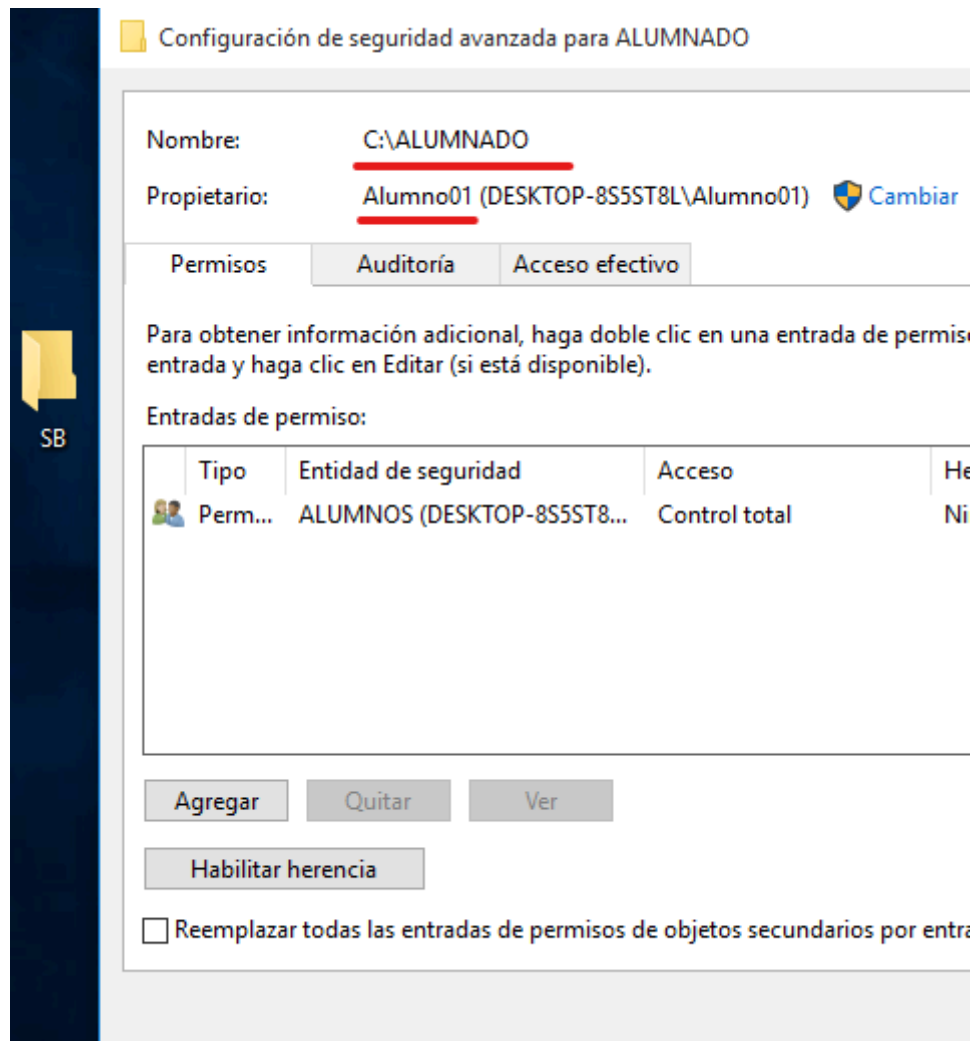 Configuración de seguridad avanzada para ALUMNADO
Nombre: C:\ALUMNADO
Propietario: Alumno01 (DESKTOP-8S5ST8L\Alumno01) Cambiar
Permisos Auditoría Acceso efectivo
Para obtener información adicional, haga doble clic en una entrada de permiso
entrada y haga clic en Editar (si está disponible).
SB
Entradas de permiso:
Tipo Entidad de seguridad Acceso He
Perm... ALUMNOS (DESKTOP-8S5ST8... Control total Ni
Agregar Quitar Ver
Habilitar herencia
Reemplazar todas las entradas de permisos de objetos secundarios por entra